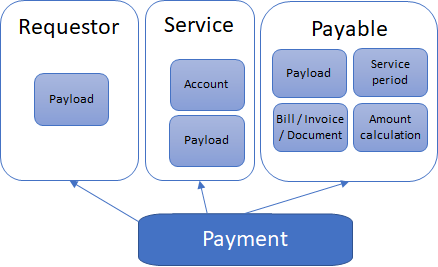 Requestor
Payload
Service
Account
Payload
Payable
Payload
Service
period
Bill / Invoice
/ Document
Amount
calculation
Payment